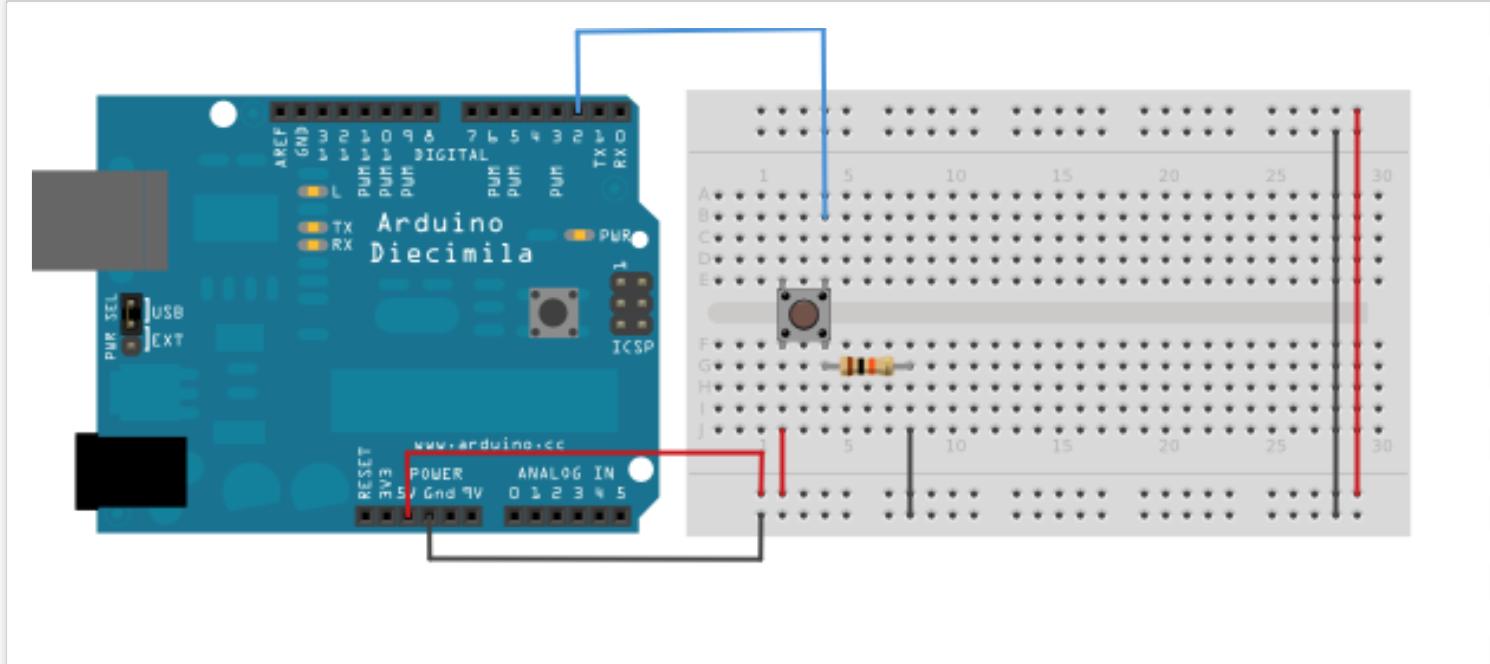 AREF GND 13 12 11 10 9 8 7 6 5 4 3 2 1 0
PWM PWM PWM DIGITAL PWM PWM PWM TX RX
L
TX
RX
Arduino
Diecimila
PWR
1
ICSP
PWR SEL
USB
EXT
www.arduino.cc
RESET 3V3 5V Gnd 9V
POWER
ANALOG IN
0 1 2 3 4 5
1 5 10 15 20 25 30
A
B
C
D
E
F
G
H
I
J
1 5 10 15 20 25 30